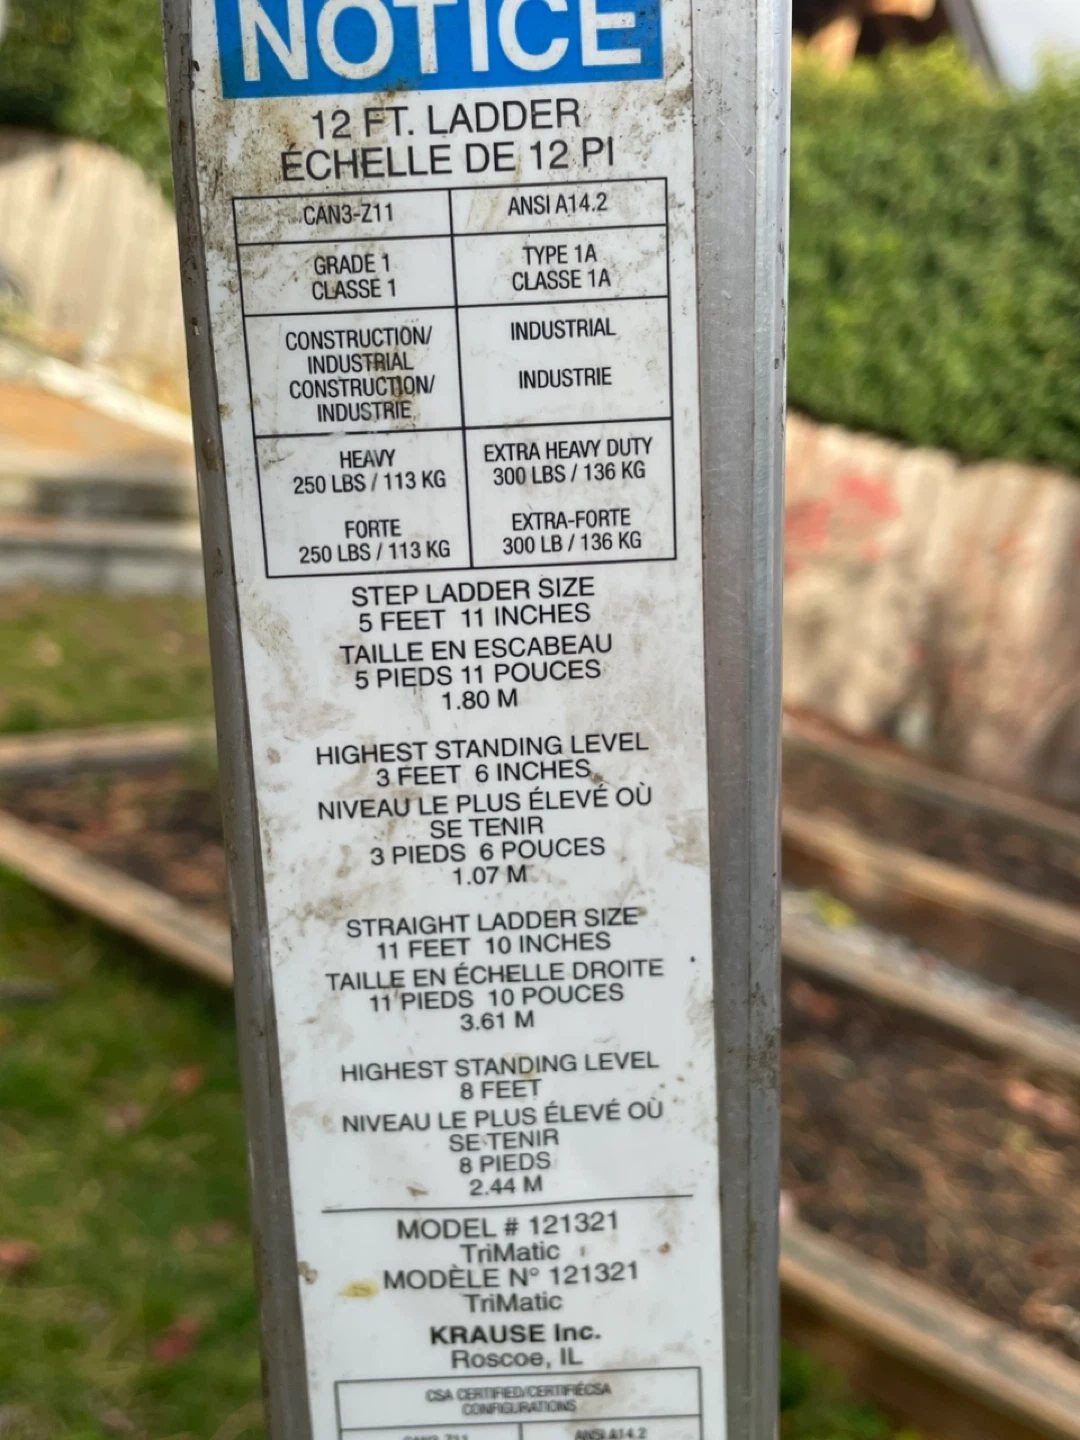 NOTICE
12 FT. LADDER
ÉCHELLE DE 12 PI
CAN3-Z11
ANSI A14.2
GRADE 1
CLASSE 1
TYPE 1A
CLASSE 1A
CONSTRUCTION/
INDUSTRIAL
CONSTRUCTION/
INDUSTRIE
INDUSTRIAL
INDUSTRIE
HEAVY
250 LBS / 113 KG
FORTE
250 LBS / 113 KG
EXTRA HEAVY DUTY
300 LBS / 136 KG
EXTRA-FORTE
300 LB / 136 KG
STEP LADDER SIZE
5 FEET 11 INCHES
TAILLE EN ESCABEAU
5 PIEDS 11 POUCES
1.80 M
HIGHEST STANDING LEVEL
3 FEET 6 INCHES
NIVEAU LE PLUS ÉLEVÉ OÙ
SE TENIR
3 PIEDS 6 POUCES
1.07 M
STRAIGHT LADDER SIZE
11 FEET 10 INCHES
TAILLE EN ÉCHELLE DROITE
11 PIEDS 10 POUCES
3.61 M
HIGHEST STANDING LEVEL
8 FEET
NIVEAU LE PLUS ÉLEVÉ OÙ
SE TENIR
8 PIEDS
2.44 M
MODEL # 121321
TriMatic
MODÈLE N° 121321
TriMatic
KRAUSE Inc.
Roscoe, IL
CSA CERTIFIED/CERTIFIÉCSA
CONFIGURATIONS
CAN3-Z11
ANSI A14.2